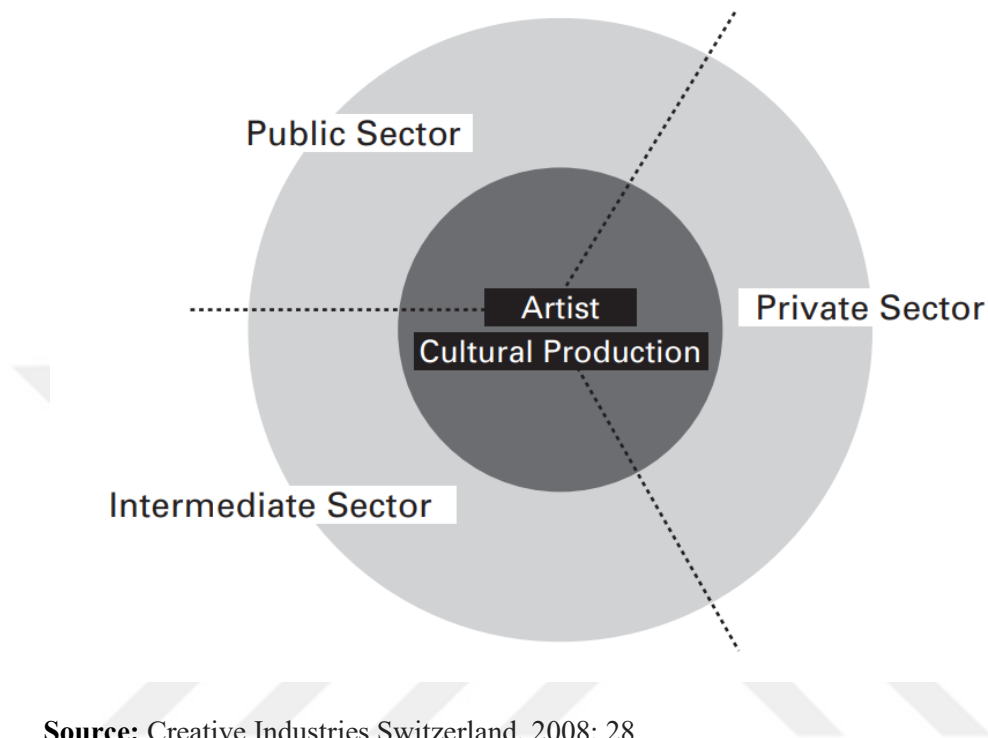 Public Sector
Artist
Private Sector
Cultural Production
Intermediate Sector
Source: Creative Industries Switzerland, 2008: 28